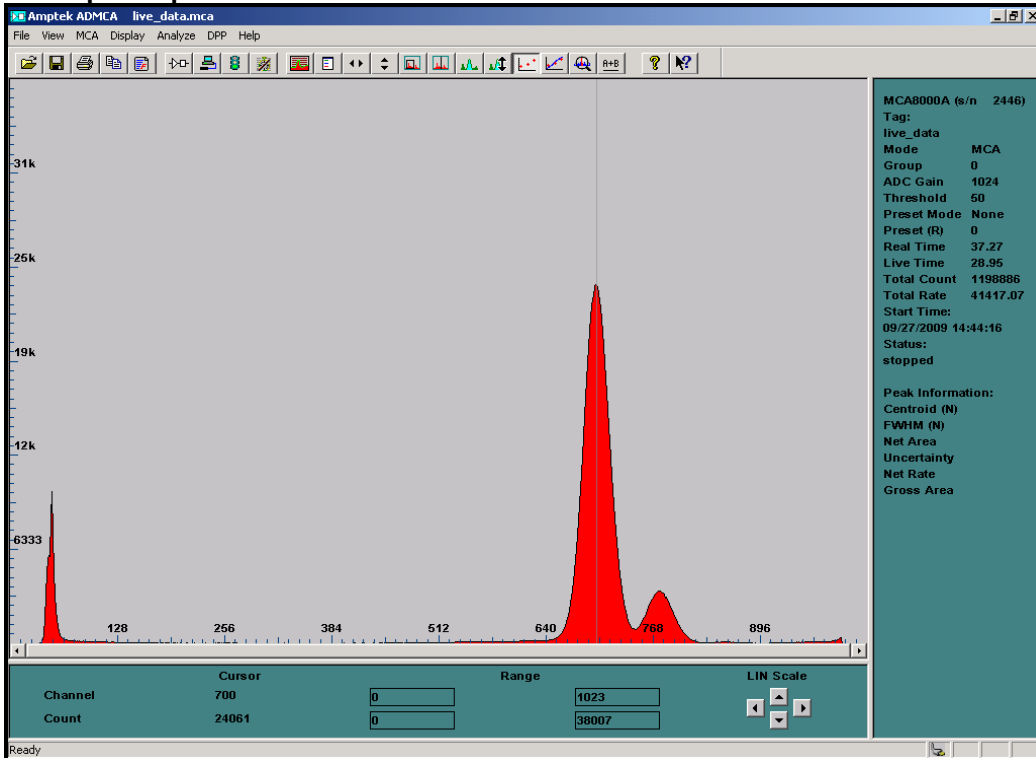 Amptek ADMCA live_data.mca
File View MCA Display Analyze DPP Help
A+B
31k
25k
19k
12k
6333
128 256 384 512 640 768 896
MCA8000A (s/n 2446)
Tag:
live_data
Mode MCA
Group 0
ADC Gain 1024
Threshold 50
Preset Mode None
Preset (R) 0
Real Time 37.27
Live Time 28.95
Total Count 1198886
Total Rate 41417.07
Start Time:
09/27/2009 14:44:16
Status:
stopped
Peak Information:
Centroid (N)
FWHM (N)
Net Area
Uncertainty
Net Rate
Gross Area
Cursor Range LIN Scale
Channel 700 0 1023
Count 24061 0 38007
Ready